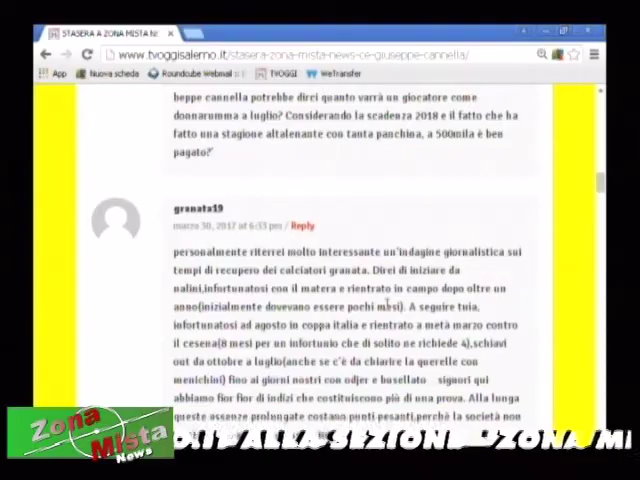 STASERA A ZONA MISTA N
www.tvoggisalerno.it/stasera-zona-mista-news-ce-giuseppe-cannella/
App Nuova scheda Roundcube Webmail :: TVOGGI WeTransfer
beppe cannella potrebbe dirci quanto varrà un giocatore come
donnarumma a luglio? Considerando la scadenza 2018 e il fatto che ha
fatto una stagione altalenante con tanta panchina, a 500mila è ben
pagato?
granata19
marzo 30, 2017 at 6:33 pm / Reply
personalmente riterrei molto interessante un'indagine giornalistica sui
tempi di recupero dei calciatori granata. Direi di iniziare da
nalini,infortunatosi con il matera e rientrato in campo dopo oltre un
anno(inizialmente dovevano essere pochi mesi). A seguire tuia,
infortunatosi ad agosto in coppa italia e rientrato a metà marzo contro
il cesena(8 mesi per un infortunio che di solito ne richiede 4),schiavi
out da ottobre a luglio(anche se c'è da chiarire la querelle con
menichini) fino ai giorni nostri con odjer e busellato signori qui
abbiamo fior fior di indizi che costituiscono più di una prova. Alla lunga
queste assenze prolungate costano punti pesanti,perchè la società non
Zona Mista News
ALLA SEZIONE "ZONA MI